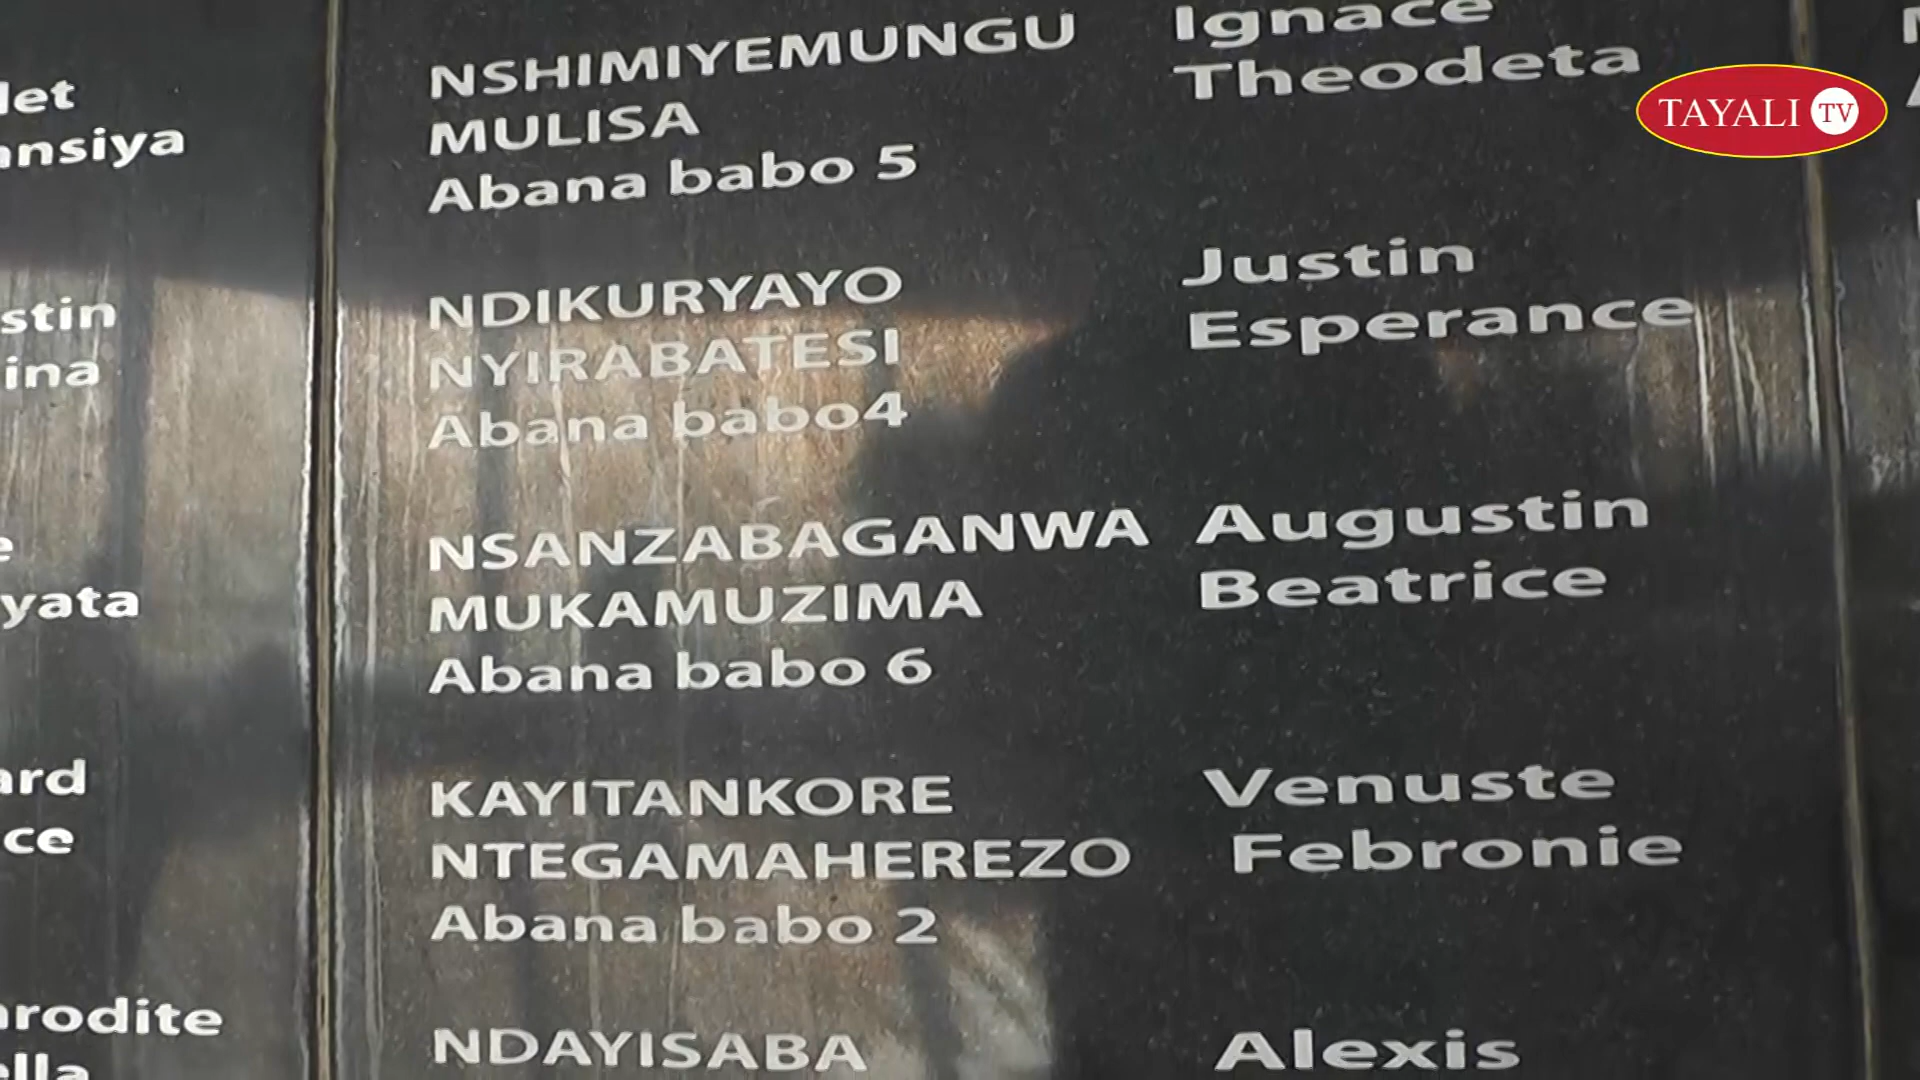 NSHIMIYEMUNGU Ignace
MULISA Theodeta
Abana babo 5
NDIKURYAYO Justin
NYIRABATESI Esperance
Abana babo4
NSANZABAGANWA Augustin
MUKAMUZIMA Beatrice
Abana babo 6
KAYITANKORE Venuste
NTEGAMAHEREZO Febronie
Abana babo 2
NDAYISABA Alexis
TAYALI TV